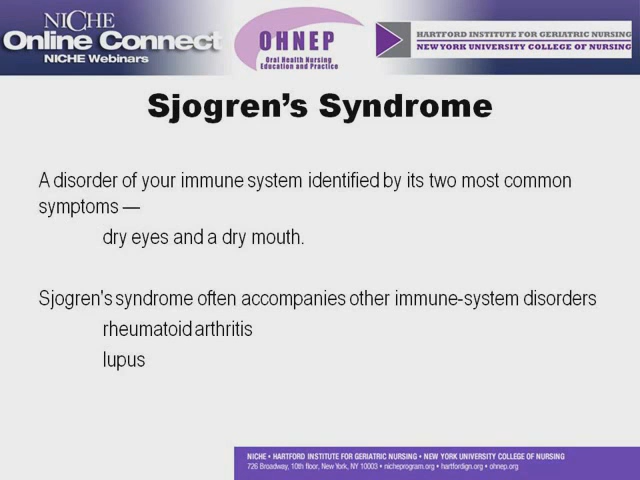 NICHE
Online Connect
NICHE Webinars
OHNEP
Oral Health Nursing
Education and Practice
HARTFORD INSTITUTE FOR GERIATRIC NURSING
NEW YORK UNIVERSITY COLLEGE OF NURSING
Sjogren's Syndrome
A disorder of your immune system identified by its two most common
symptoms —
dry eyes and a dry mouth.
Sjogren's syndrome often accompanies other immune-system disorders
rheumatoid arthritis
lupus
NICHE • HARTFORD INSTITUTE FOR GERIATRIC NURSING • NEW YORK UNIVERSITY COLLEGE OF NURSING
726 Broadway, 10th floor, New York, NY 10003 • nicheprogram.org • hartfordign.org • ohnep.org